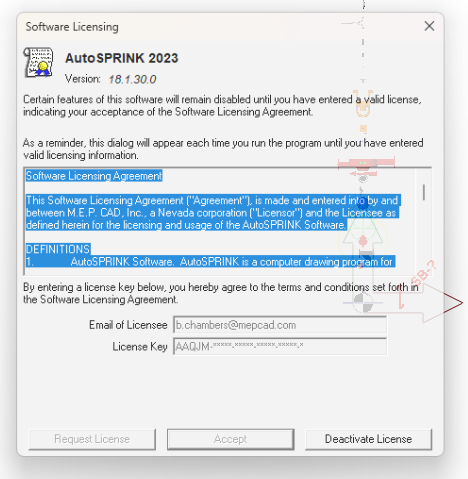 Software Licensing
AutoSPRINK 2023
Version: 18.1.30.0
Certain features of this software will remain disabled until you have entered a valid license,
indicating your acceptance of the Software Licensing Agreement.
As a reminder, this dialog will appear each time you run the program until you have entered
valid licensing information.
Software Licensing Agreement
This Software Licensing Agreement ("Agreement"), is made and entered into by and
between M.E.P. CAD, Inc., a Nevada corporation ("Licensor") and the Licensee as
defined herein for the licensing and usage of the AutoSPRINK Software.
DEFINITIONS
1. AutoSPRINK Software. AutoSPRINK is a computer drawing program for
By entering a license key below, you hereby agree to the terms and conditions set forth in
the Software Licensing Agreement.
SB-?
Email of Licensee b.chambers@mepcad.com
License Key AAQJM-*****-*****-*****-*****-*
Request License Accept Deactivate License